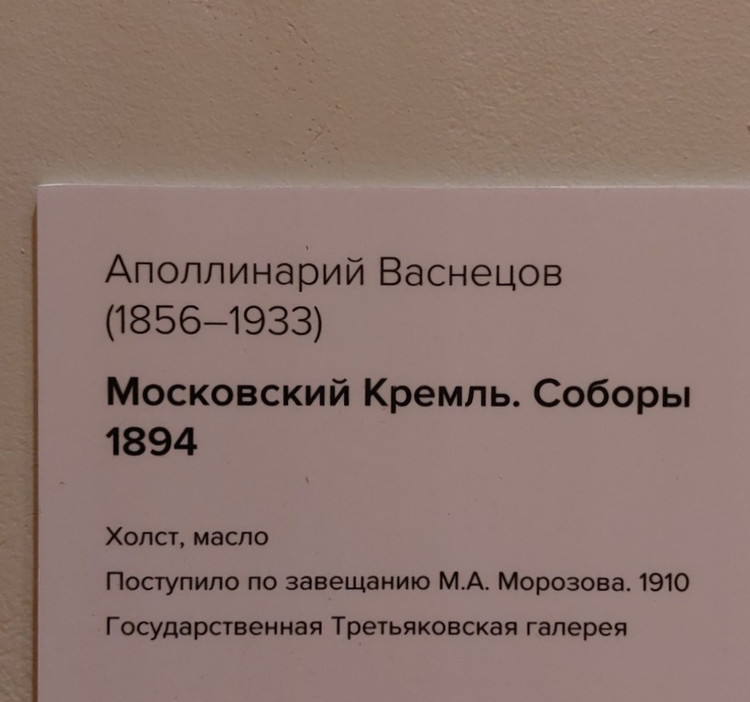 Аполлинарий Васнецов
(1856–1933)
Московский Кремль. Соборы
1894
Холст, масло
Поступило по завещанию М.А. Морозова. 1910
Государственная Третьяковская галерея